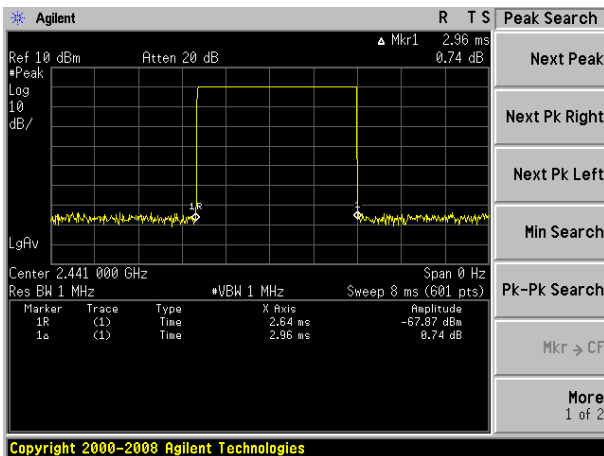 Agilent R T S Peak Search
Δ Mkr1 2.96 ms
Ref 10 dBm Atten 20 dB 0.74 dB
#Peak
Log
10
dB/
1R
1
LgAv
Center 2.441 000 GHz Span 0 Hz
Res BW 1 MHz #VBW 1 MHz Sweep 8 ms (601 pts)
Marker Trace Type X Axis Amplitude
1R (1) Time 2.64 ms -67.87 dBm
1Δ (1) Time 2.96 ms 0.74 dB
Next Peak
Next Pk Right
Next Pk Left
Min Search
Pk-Pk Search
Mkr → CF
More
1 of 2
Copyright 2000-2008 Agilent Technologies